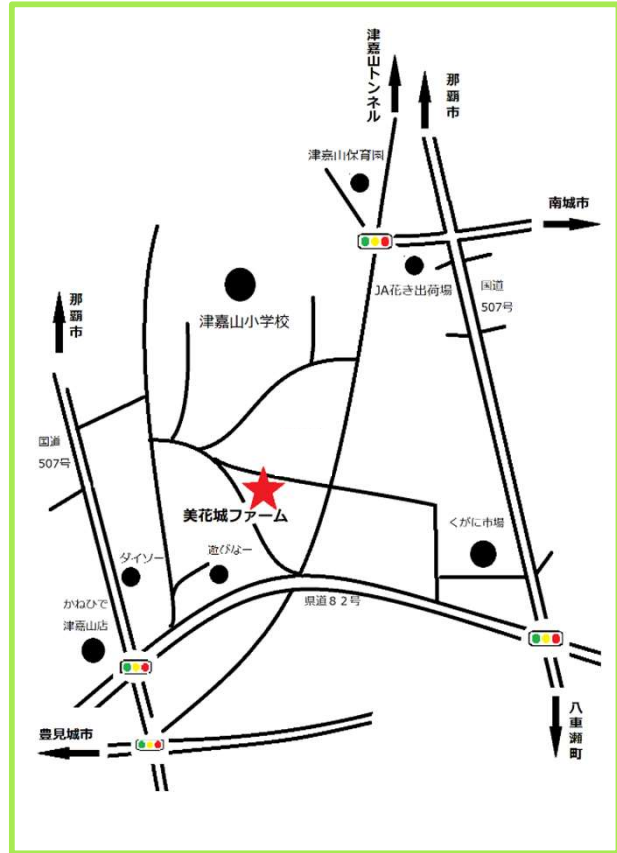 津嘉山トンネル
那覇市
津嘉山保育園
南城市
JA花き出荷場
国道
507号
津嘉山小学校
那覇市
国道
507号
美花城ファーム
くがに市場
ダイソー
遊びなー
かねひで
津嘉山店
県道82号
豊見城市
八重瀬町